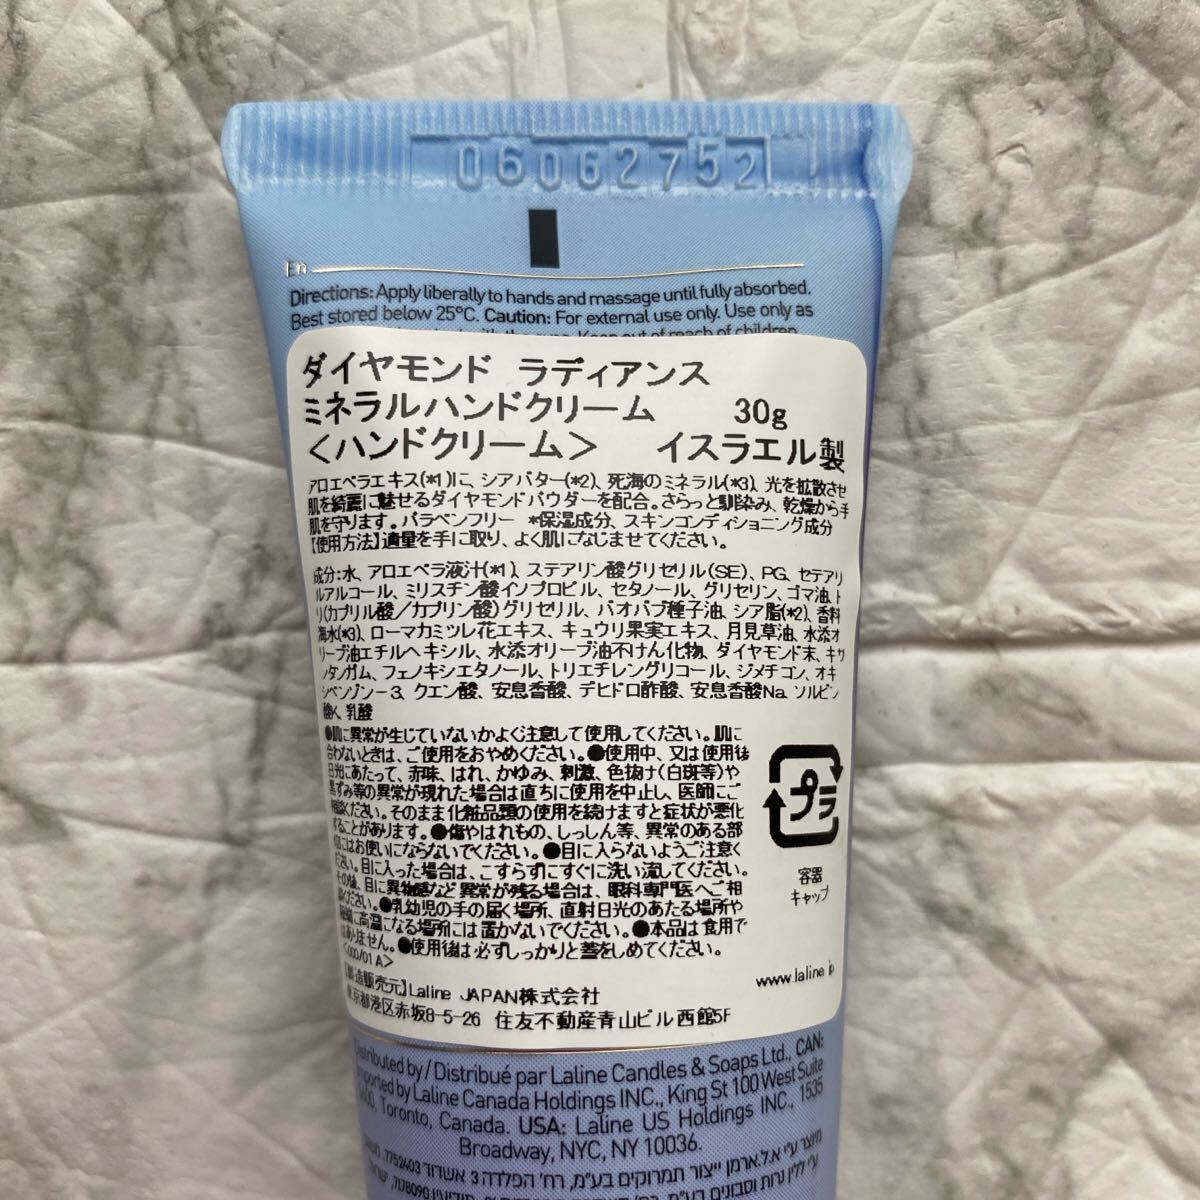 06062752
En
Directions: Apply liberally to hands and massage until fully absorbed.
Best stored below 25°C. Caution: For external use only. Use only as
Keep out of reach of children
ダイヤモンド ラディアンス
ミネラルハンドクリーム 30g
<ハンドクリーム> イスラエル製
アロエベラエキス(*1)に、シアバター(*2)、死海のミネラル(*3)、光を拡散させ
肌を綺麗に魅せるダイヤモンドパウダーを配合。さらっと馴染み、乾燥から手
肌を守ります。パラベンフリー *保湿成分、スキンコンディショニング成分
【使用方法】適量を手に取り、よく肌になじませてください。
成分:水、アロエベラ液汁(*1)、ステアリン酸グリセリル(SE)、PG、セテアリ
ルアルコール、ミリスチン酸イソプロピル、セタノール、グリセリン、ゴマ油、ト
リ(カプリル酸/カプリン酸)グリセリル、バオバブ種子油、シア脂(*2)、香料
海水(*3)、ローマカミツレ花エキス、キュウリ果実エキス、月見草油、水添オ
リーブ油エチルヘキシル、水添オリーブ油不けん化物、ダイヤモンド末、キサ
ンタンガム、フェノキシエタノール、トリエチレングリコール、ジメチコン、オキ
シベンゾン-3、クエン酸、安息香酸、デヒドロ酢酸、安息香酸Na、ソルビン
酸K、乳酸
●肌に異常が生じていないかよく注意して使用してください。肌に
合わないときは、ご使用をおやめください。●使用中、又は使用後
日光にあたって、赤味、はれ、かゆみ、刺激、色抜け(白斑等)や
黒ずみ等の異常が現れた場合は直ちに使用を中止し、医師にご
相談ください。そのまま化粧品類の使用を続けますと症状が悪化
することがあります。●傷やはれもの、しっしん等、異常のある部
位にはお使いにならないでください。●目に入らないようご注意く
ださい。目に入った場合は、こすらずにすぐに洗い流してください。
その後、目に異物感など異常が残る場合は、眼科専門医へご相
ください。●乳幼児の手の届く場所、直射日光のあたる場所や
極端に高温になる場所には置かないでください。●本品は食用で
はありません。●使用後は必ずしっかりと蓋をしめてください。
<000/01 A>
プラ
容器
キャップ
www.laline.jp
【製造販売元】Laline JAPAN株式会社
東京都港区赤坂8-5-26 住友不動産青山ビル西館5F
Distributed by / Distribué par Laline Candles & Soaps Ltd., CAN:
Imported by Laline Canada Holdings INC., King St 100 West Suite
Toronto, Canada. USA: Laline US Holdings INC., 1535
Broadway, NYC, NY 10036.
מיוצר ע"י א.ל.ארמן ייצור תמרוקים בע"מ, רח' הפלדה 3 אשדוד 7752403
ע"י ללין נרות וסבונים בע"מ